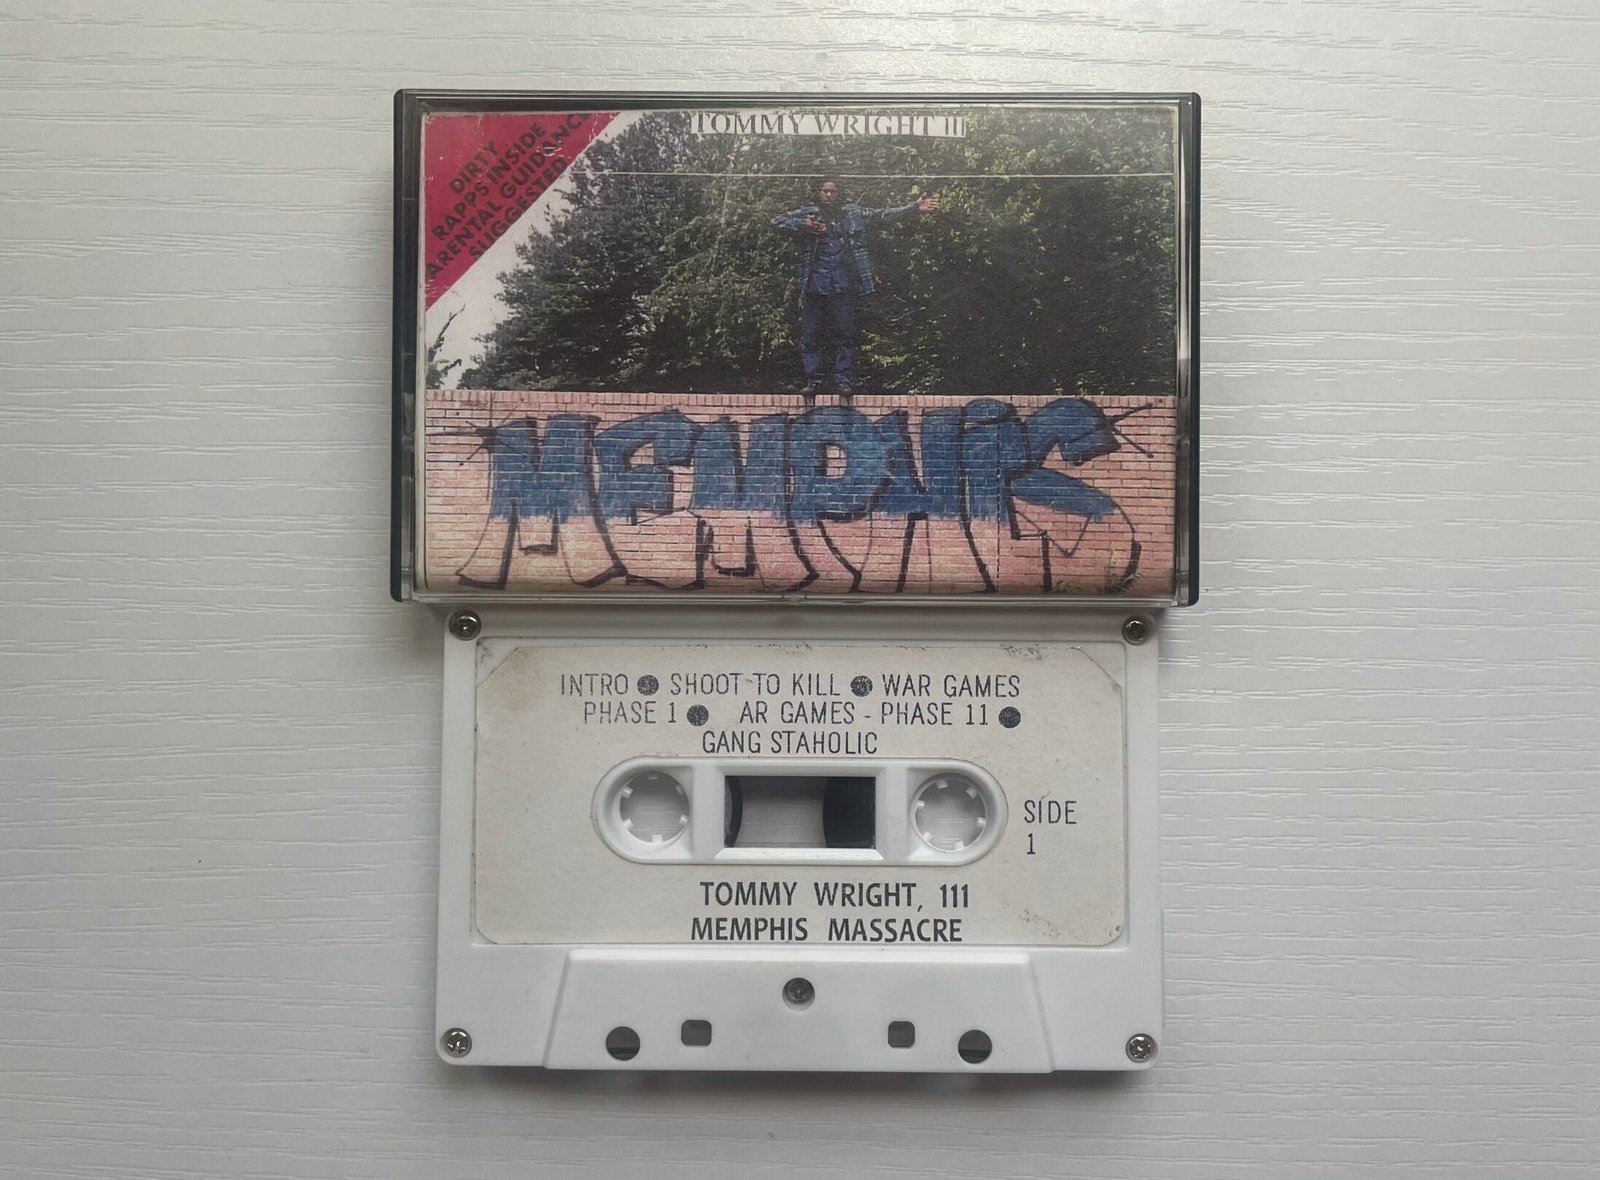 TOMMY WRIGHT III
DIRTY
RAPPS INSIDE
ARENTAL GUIDANCE
SUGGESTED
MEMPHIS
INTRO ● SHOOT TO KILL ● WAR GAMES
PHASE 1 ● AR GAMES - PHASE 11 ●
GANG STAHOLIC
SIDE
1
TOMMY WRIGHT, 111
MEMPHIS MASSACRE